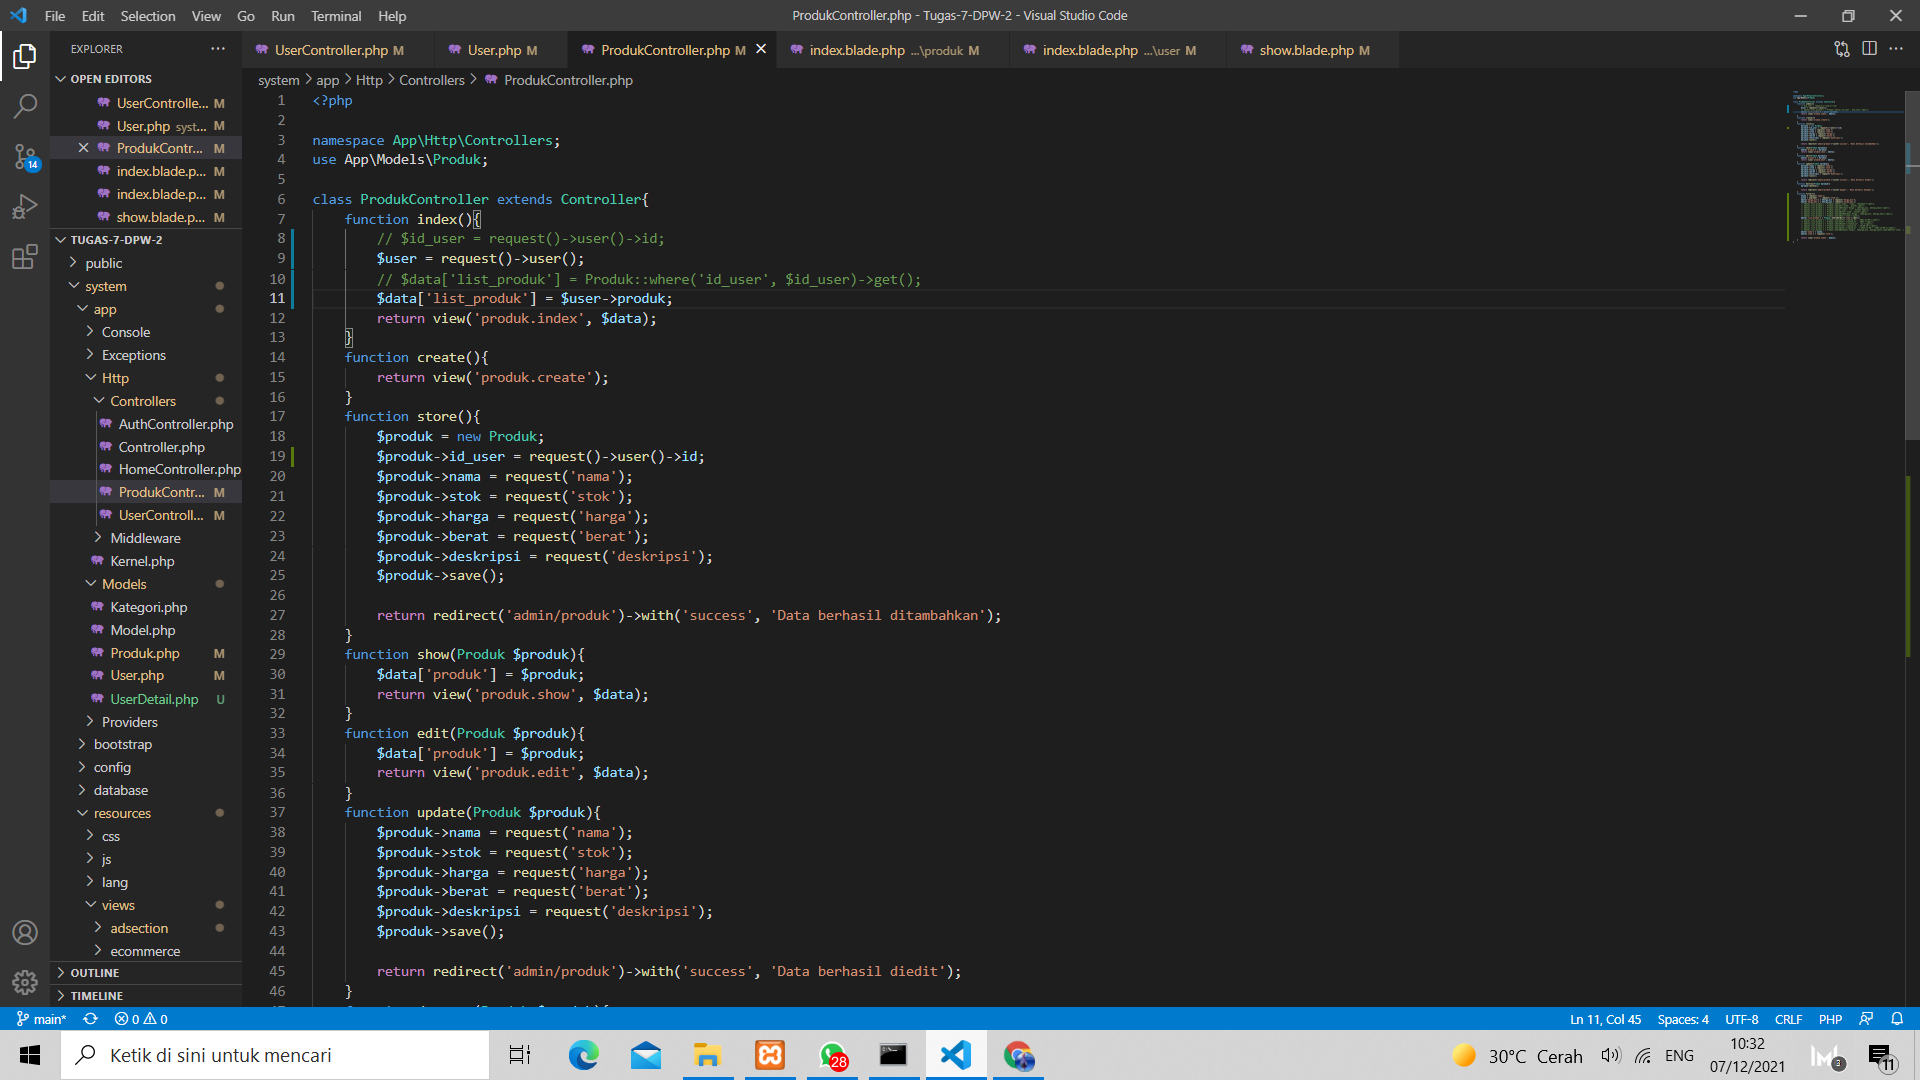 File Edit Selection View Go Run Terminal Help
ProdukController.php - Tugas-7-DPW-2 - Visual Studio Code
EXPLORER
OPEN EDITORS
UserControlle... M
User.php syst... M
ProdukContr... M
index.blade.p... M
index.blade.p... M
show.blade.p... M
TUGAS-7-DPW-2
public
system
app
Console
Exceptions
Http
Controllers
AuthController.php
Controller.php
HomeController.php
ProdukContr... M
UserControll... M
Middleware
Kernel.php
Models
Kategori.php
Model.php
Produk.php M
User.php M
UserDetail.php U
Providers
bootstrap
config
database
resources
css
js
lang
views
adsection
ecommerce
OUTLINE
TIMELINE
14
UserController.php M
User.php M
ProdukController.php M
index.blade.php ...\produk M
index.blade.php ...\user M
show.blade.php M
system > app > Http > Controllers > ProdukController.php
1 <?php
2
3 namespace App\Http\Controllers;
4 use App\Models\Produk;
5
6 class ProdukController extends Controller{
7 function index(){
8 // $id_user = request()->user()->id;
9 $user = request()->user();
10 // $data['list_produk'] = Produk::where('id_user', $id_user)->get();
11 $data['list_produk'] = $user->produk;
12 return view('produk.index', $data);
13 }
14 function create(){
15 return view('produk.create');
16 }
17 function store(){
18 $produk = new Produk;
19 $produk->id_user = request()->user()->id;
20 $produk->nama = request('nama');
21 $produk->stok = request('stok');
22 $produk->harga = request('harga');
23 $produk->berat = request('berat');
24 $produk->deskripsi = request('deskripsi');
25 $produk->save();
26
27 return redirect('admin/produk')->with('success', 'Data berhasil ditambahkan');
28 }
29 function show(Produk $produk){
30 $data['produk'] = $produk;
31 return view('produk.show', $data);
32 }
33 function edit(Produk $produk){
34 $data['produk'] = $produk;
35 return view('produk.edit', $data);
36 }
37 function update(Produk $produk){
38 $produk->nama = request('nama');
39 $produk->stok = request('stok');
40 $produk->harga = request('harga');
41 $produk->berat = request('berat');
42 $produk->deskripsi = request('deskripsi');
43 $produk->save();
44
45 return redirect('admin/produk')->with('success', 'Data berhasil diedit');
46 }
main* 0 0
Ln 11, Col 45 Spaces: 4 UTF-8 CRLF PHP
Ketik di sini untuk mencari
28
30°C Cerah
ENG
10:32
07/12/2021
3
11